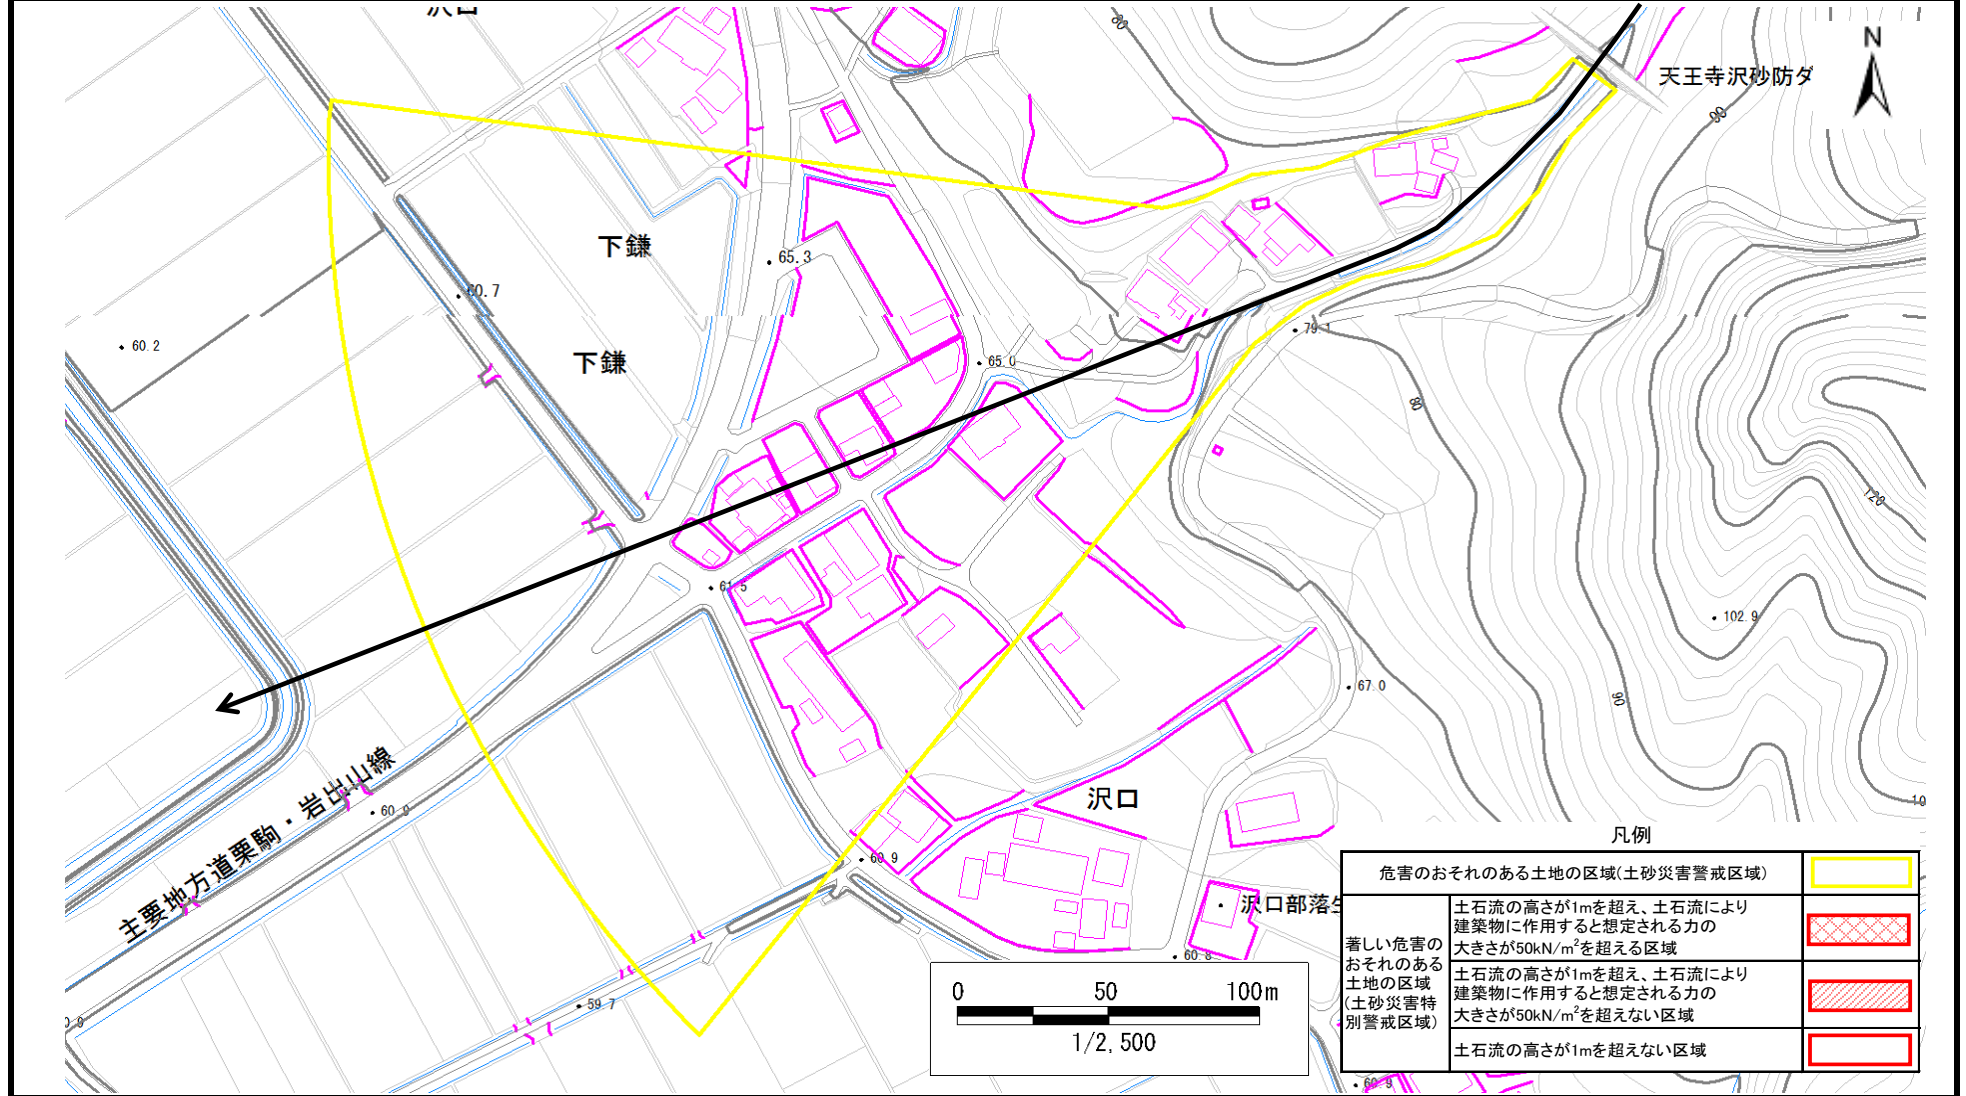 沢口
80
N
天王寺沢砂防ダ
90
下鎌
65.3
60.7
60.2
下鎌
65.0
79.1
80
120
61.5
102.9
67.0
90
主要地方道栗駒・岩出山線
60.9
沢口
10
60.9
沢口部落生
60.8
59.7
0 50 100m
1/2,500
凡例
危害のおそれのある土地の区域(土砂災害警戒区域)
著しい危害の
おそれのある
土地の区域
(土砂災害特
別警戒区域)
土石流の高さが1mを超え、土石流により
建築物に作用すると想定される力の
大きさが50kN/m²を超える区域
土石流の高さが1mを超え、土石流により
建築物に作用すると想定される力の
大きさが50kN/m²を超えない区域
土石流の高さが1mを超えない区域
60.9